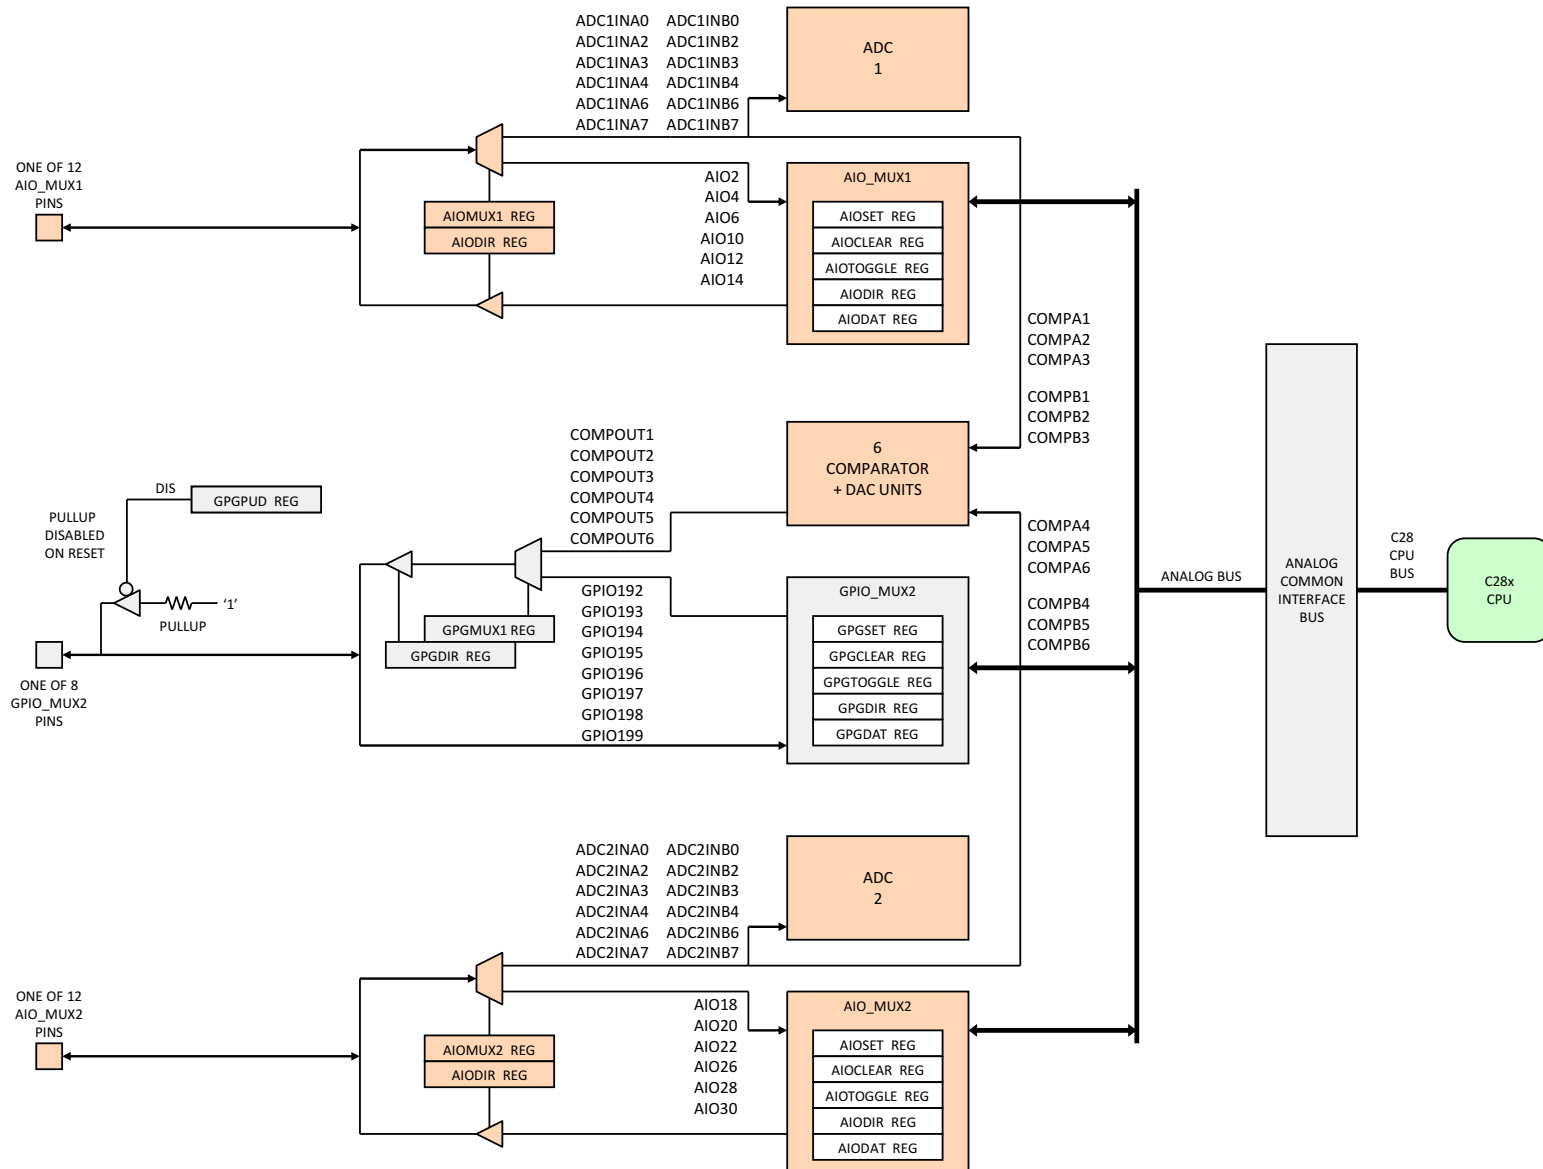 ADC1INA0 ADC1INB0
ADC1INA2 ADC1INB2
ADC1INA3 ADC1INB3
ADC1INA4 ADC1INB4
ADC1INA6 ADC1INB6
ADC1INA7 ADC1INB7
ADC
1
ONE OF 12
AIO_MUX1
PINS
AIOMUX1 REG
AIODIR REG
AIO2
AIO4
AIO6
AIO10
AIO12
AIO14
AIO_MUX1
AIOSET REG
AIOCLEAR REG
AIOTOGGLE REG
AIODIR REG
AIODAT REG
COMPA1
COMPA2
COMPA3
COMPB1
COMPB2
COMPB3
COMPOUT1
COMPOUT2
COMPOUT3
COMPOUT4
COMPOUT5
COMPOUT6
6
COMPARATOR
+ DAC UNITS
DIS
GPGPUD REG
PULLUP
DISABLED
ON RESET
‘1’
PULLUP
ONE OF 8
GPIO_MUX2
PINS
GPGMUX1 REG
GPGDIR REG
GPIO192
GPIO193
GPIO194
GPIO195
GPIO196
GPIO197
GPIO198
GPIO199
GPIO_MUX2
GPGSET REG
GPGCLEAR REG
GPGTOGGLE REG
GPGDIR REG
GPGDAT REG
COMPA4
COMPA5
COMPA6
COMPB4
COMPB5
COMPB6
ANALOG BUS
ANALOG
COMMON
INTERFACE
BUS
C28
CPU
BUS
C28x
CPU
ADC2INA0 ADC2INB0
ADC2INA2 ADC2INB2
ADC2INA3 ADC2INB3
ADC2INA4 ADC2INB4
ADC2INA6 ADC2INB6
ADC2INA7 ADC2INB7
ADC
2
ONE OF 12
AIO_MUX2
PINS
AIOMUX2 REG
AIODIR REG
AIO18
AIO20
AIO22
AIO26
AIO28
AIO30
AIO_MUX2
AIOSET REG
AIOCLEAR REG
AIOTOGGLE REG
AIODIR REG
AIODAT REG